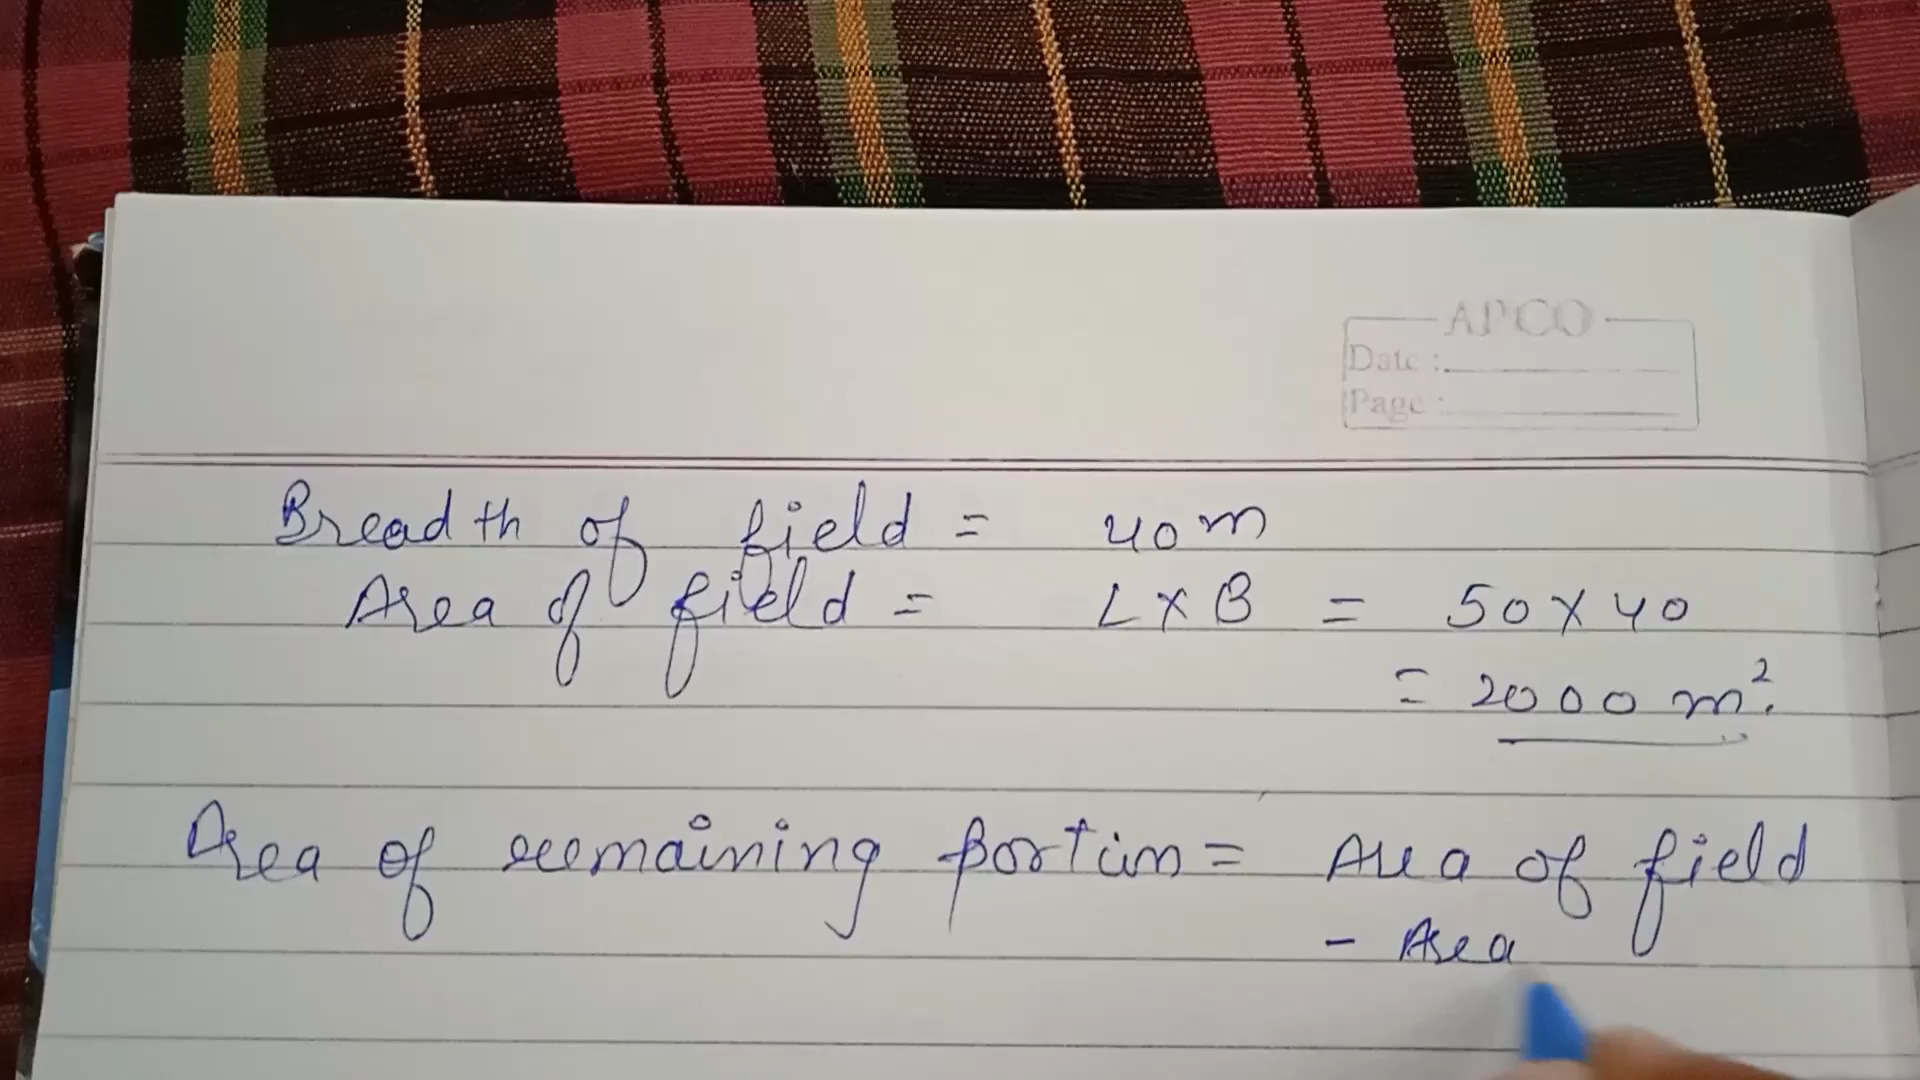 APCO
Date :
Page :
Breadth of field = 40 m
Area of field = L X B = 50 X 40
= 2000 m².
Area of remaining portion = Area of field
- Area